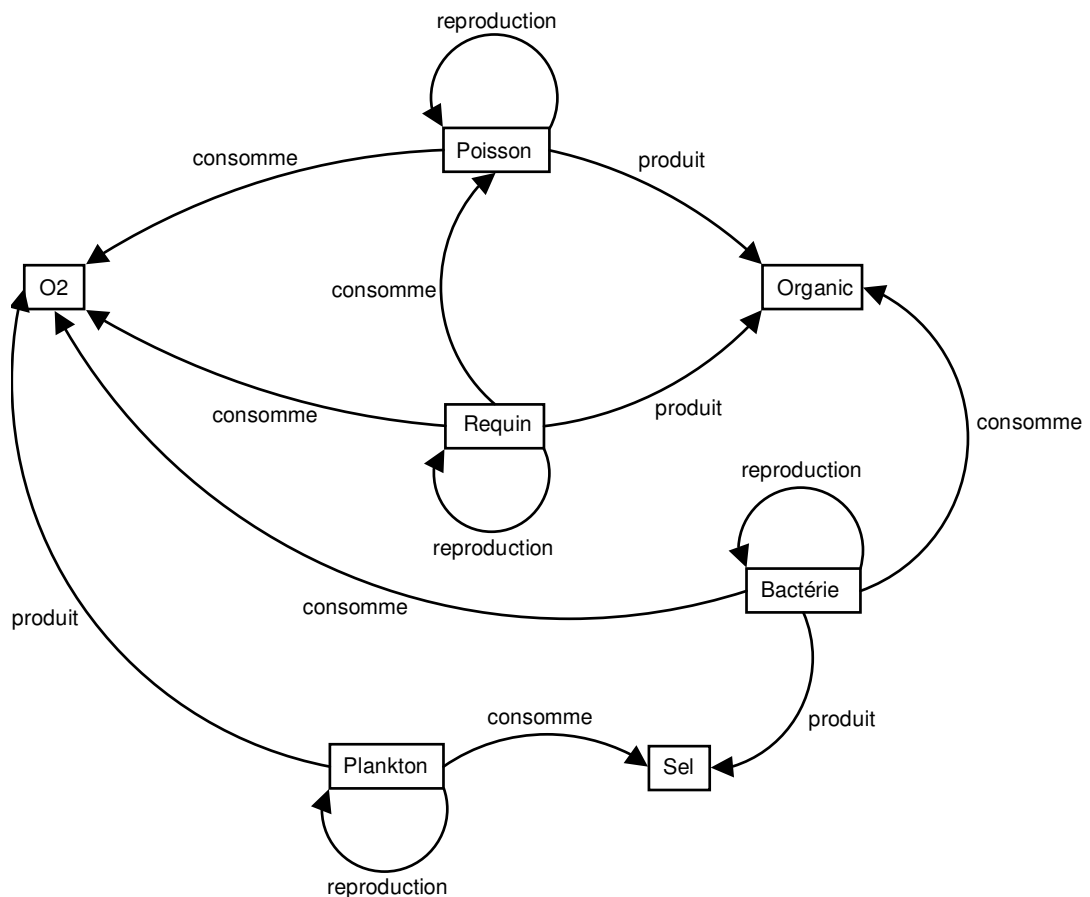 reproduction
Poisson
consomme
produit
O2
consomme
Organic
consomme
Requin
produit
consomme
reproduction
reproduction
Bactérie
consomme
produit
consomme
produit
Plankton
Sel
reproduction